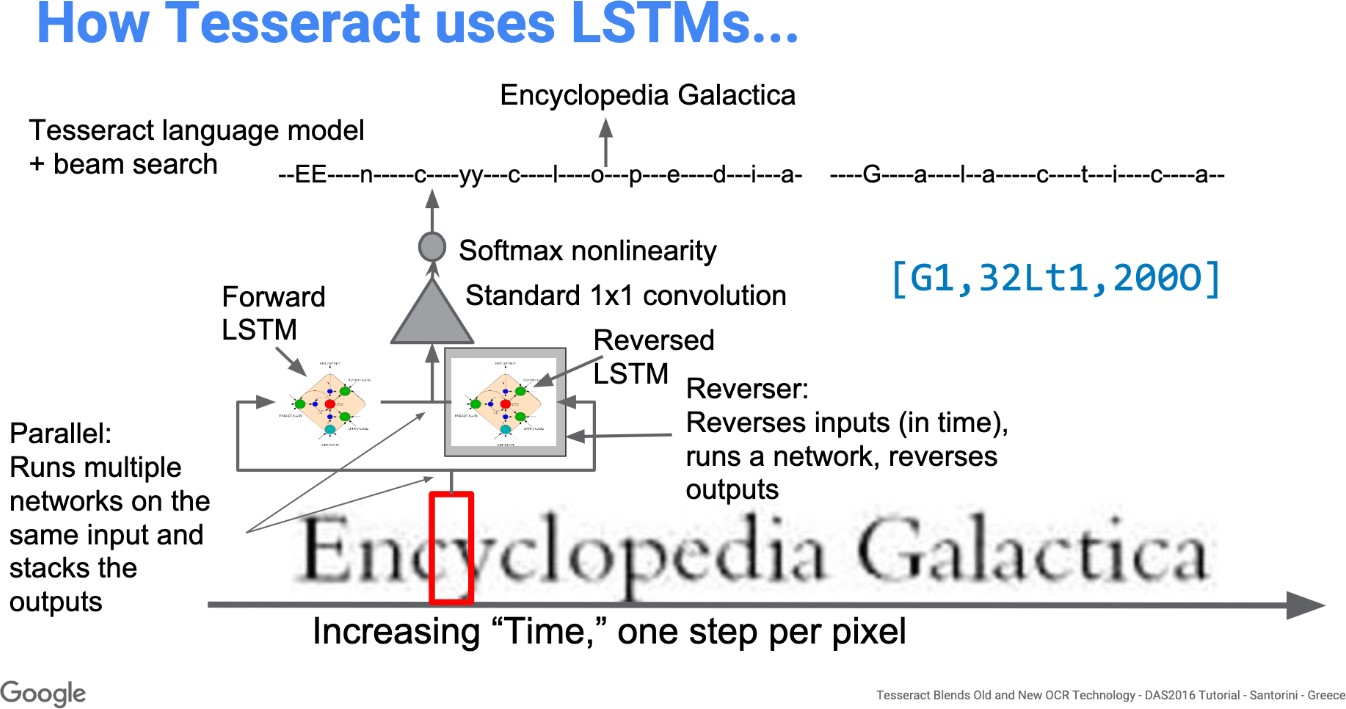 How Tesseract uses LSTMs...
Encyclopedia Galactica
Tesseract language model
+ beam search
--EE----n-----c----yy---c---l----o---p---e----d---i---a- ----G----a----l--a-----c----t---i----c----a--
Softmax nonlinearity
[G1,32Lt1,200O]
Standard 1x1 convolution
Forward
LSTM
Reversed
LSTM
Reverser:
Reverses inputs (in time),
runs a network, reverses
outputs
Parallel:
Runs multiple
networks on the
same input and
stacks the
outputs
Encyclopedia Galactica
Increasing “Time,” one step per pixel
Google
Tesseract Blends Old and New OCR Technology - DAS2016 Tutorial - Santorini - Greece